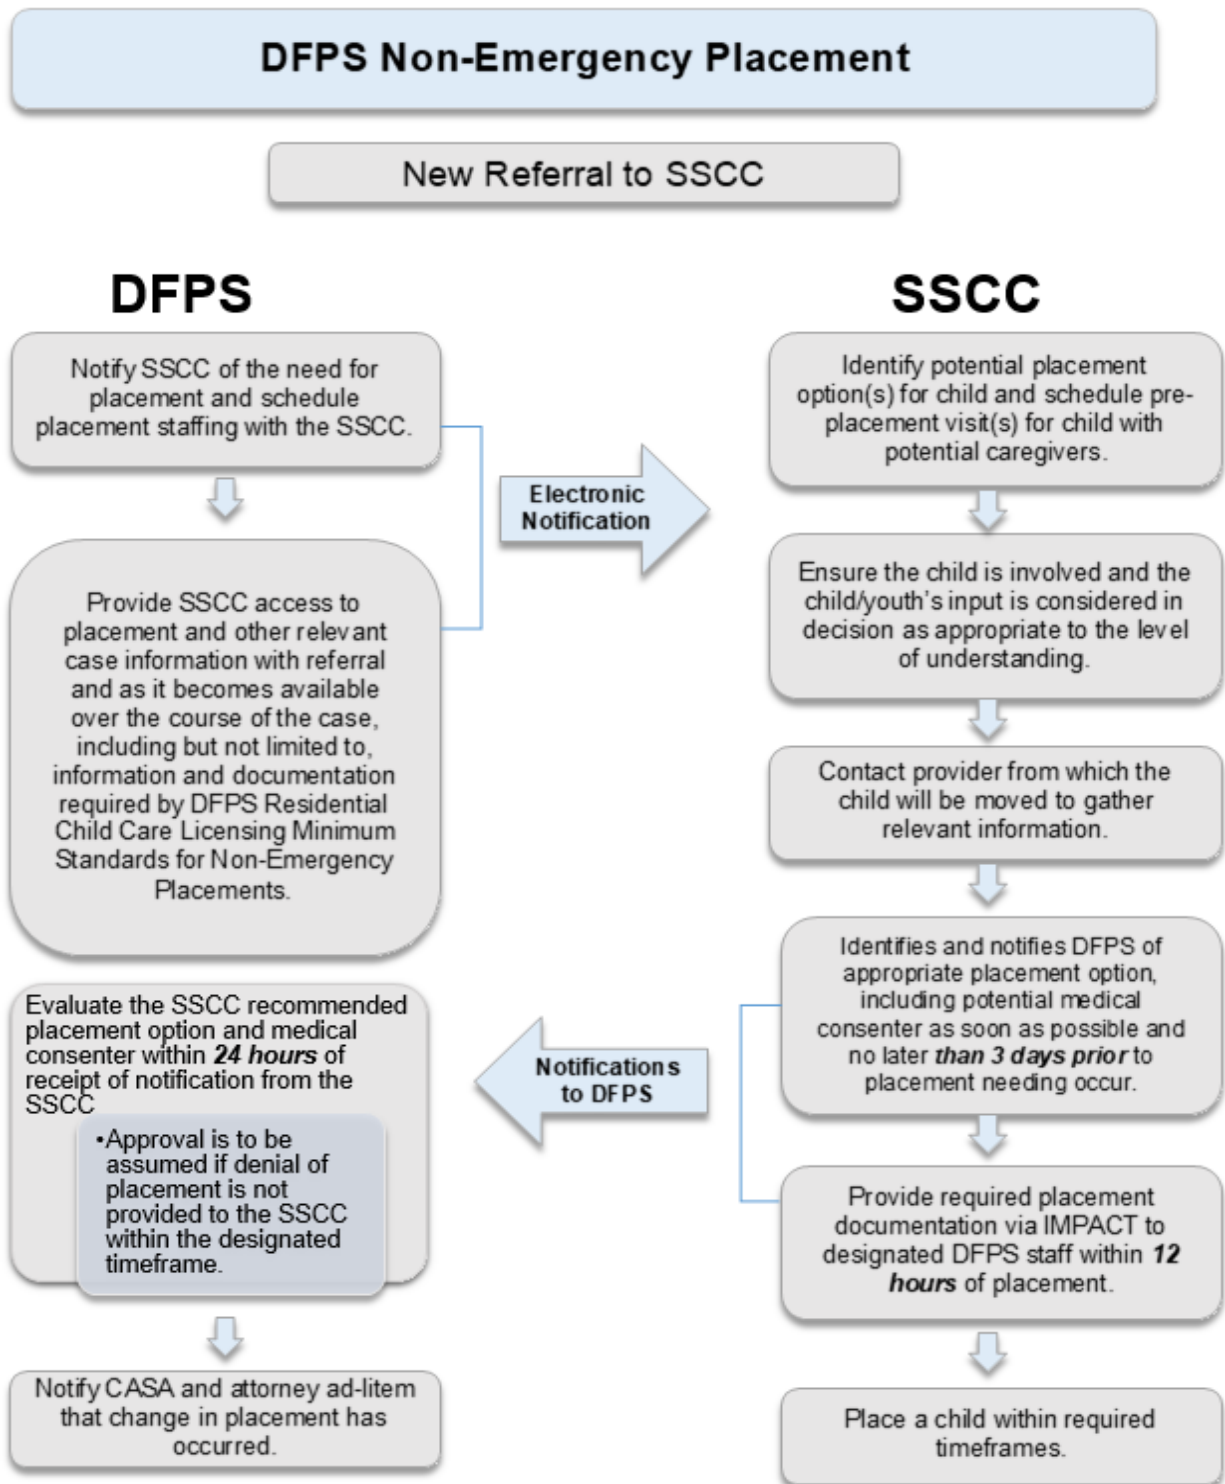 DFPS Non-Emergency Placement
New Referral to SSCC
DFPS
Notify SSCC of the need for
placement and schedule
placement staffing with the SSCC.
Provide SSCC access to
placement and other relevant
case information with referral
and as it becomes available
over the course of the case,
including but not limited to,
information and documentation
required by DFPS Residential
Child Care Licensing Minimum
Standards for Non-Emergency
Placements.
Electronic
Notification
SSCC
Identify potential placement
option(s) for child and schedule pre-
placement visit(s) for child with
potential caregivers.
Ensure the child is involved and the
child/youth's input is considered in
decision as appropriate to the level
of understanding.
Contact provider from which the
child will be moved to gather
relevant information.
Identifies and notifies DFPS of
appropriate placement option,
including potential medical
consenter as soon as possible and
no later than 3 days prior to
placement needing occur.
Provide required placement
documentation via IMPACT to
designated DFPS staff within 12
hours of placement.
Place a child within required
timeframes.
Notifications
to DFPS
Evaluate the SSCC recommended
placement option and medical
consenter within 24 hours of
receipt of notification from the
SSCC
•Approval is to be
assumed if denial of
placement is not
provided to the SSCC
within the designated
timeframe.
Notify CASA and attorney ad-litem
that change in placement has
occurred.